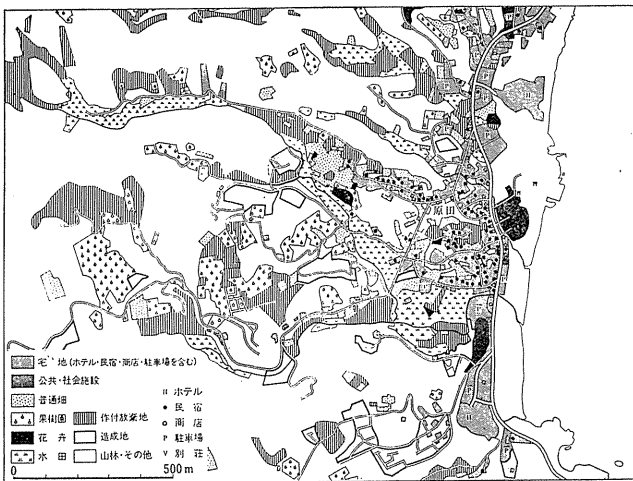 原田
宅地(ホテル・民宿・商店・駐車場を含む)
公共・社会施設
普通畑
果樹園
花卉
水田
作付放棄地
造成地
山林・その他
H ホテル
● 民宿
○ 商店
P 駐車場
V 別荘
0 500m